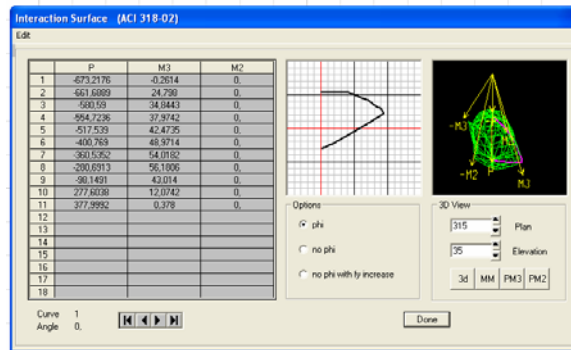 Interaction Surface (ACI 318-02)
Edit
P M3 M2
1 -673,2176 -0,2614 0,
2 -661,6889 24,798 0,
3 -580,59 34,8443 0,
4 -554,7236 37,9742 0,
5 -517,539 42,4735 0,
6 -400,769 48,9714 0,
7 -360,5352 54,0182 0,
8 -280,6913 56,1806 0,
9 -98,1491 43,014 0,
10 277,6038 12,0742 0,
11 377,9992 0,378 0,
12
13
14
15
16
17
18
-M3
-M2
P
M3
Options
phi
no phi
no phi with fy increase
3D View
315 Plan
35 Elevation
3d MM PM3 PM2
Curve 1
Angle 0,
Done